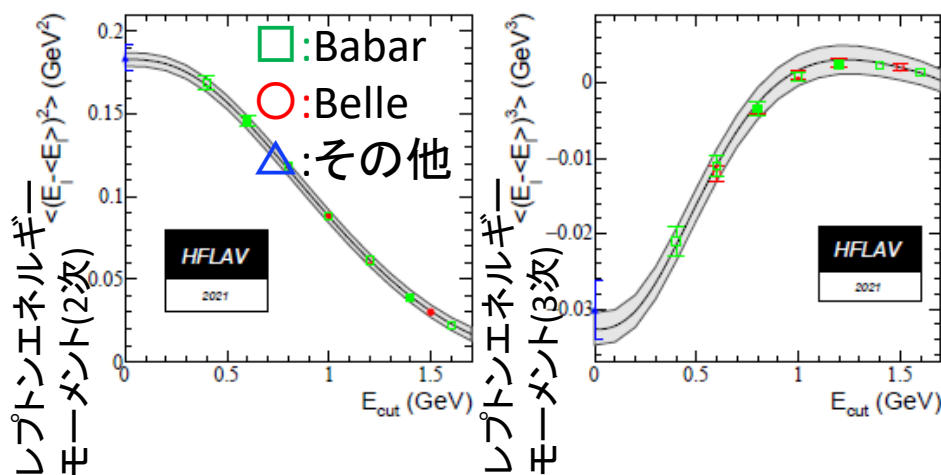 レプトンエネルギー
モーメント(2次)
<(E_l-<E_l>)^2> (GeV^2)
0.2
0.15
0.1
0.05
0
□:Babar
○:Belle
△:その他
HFLAV
2021
0
0.5
1
1.5
E_cut (GeV)
レプトンエネルギー
モーメント(3次)
<(E_l-<E_l>)^3> (GeV^3)
0
-0.01
-0.02
-0.03
HFLAV
2021
0
0.5
1
1.5
E_cut (GeV)